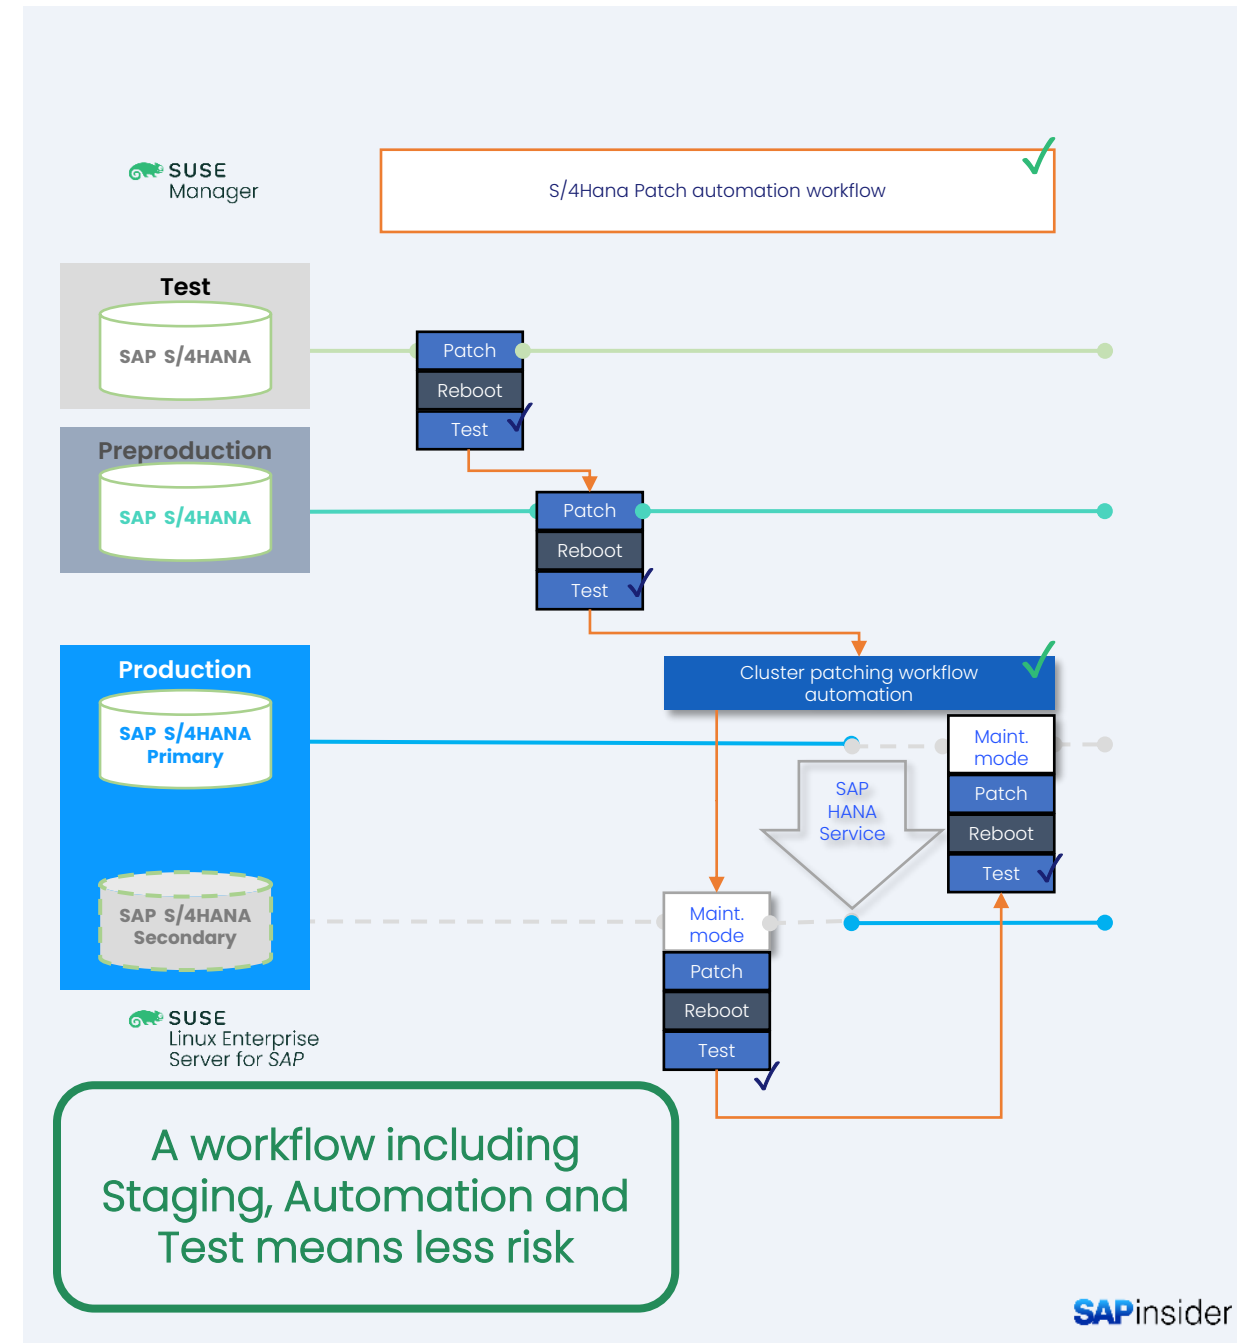 SUSE
Manager
S/4Hana Patch automation workflow
Test
SAP S/4HANA
Patch
Reboot
Test
Preproduction
SAP S/4HANA
Patch
Reboot
Test
Production
SAP S/4HANA
Primary
Cluster patching workflow
automation
Maint.
mode
Patch
Reboot
Test
SAP
HANA
Service
SAP S/4HANA
Secondary
Maint.
mode
Patch
Reboot
Test
SUSE
Linux Enterprise
Server for SAP
A workflow including
Staging, Automation and
Test means less risk
SAPinsider